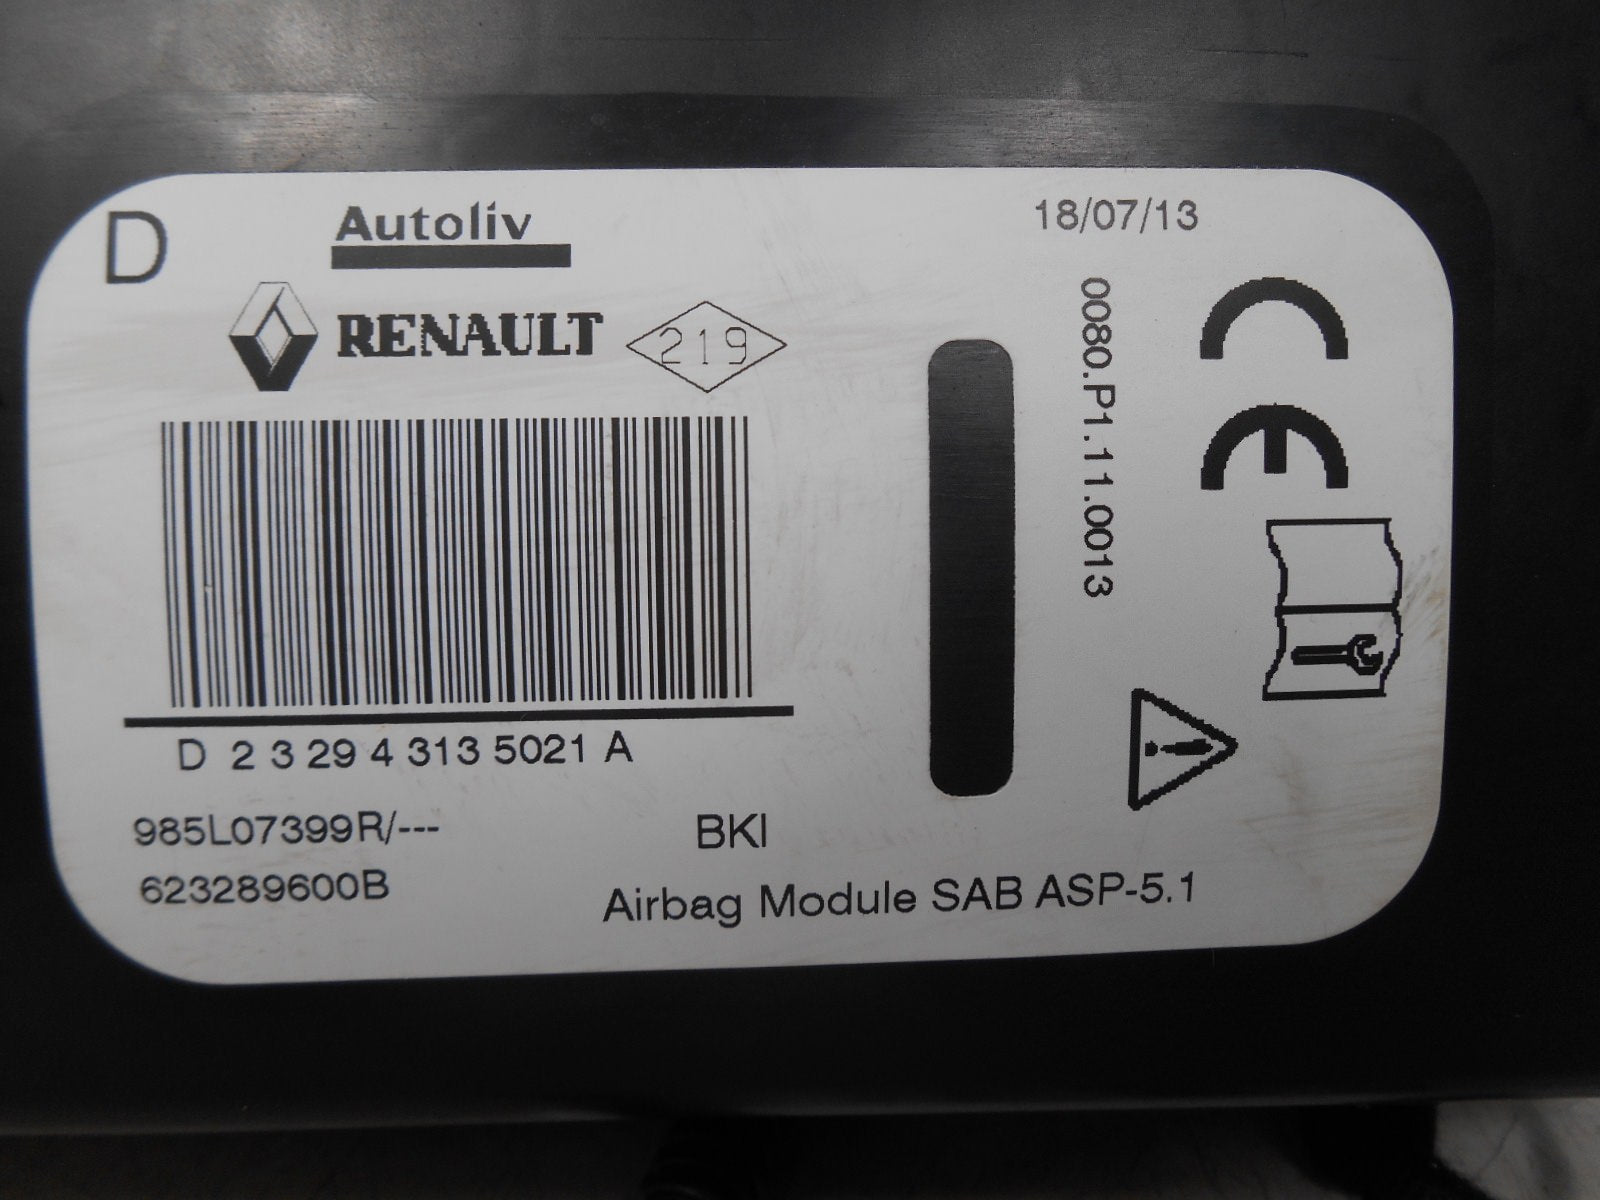 D
Autoliv
18/07/13
RENAULT
219
0080.P1.11.0013
CE
D 2 3 29 4 313 5021 A
985L07399R/---
BKI
623289600B
Airbag Module SAB ASP-5.1